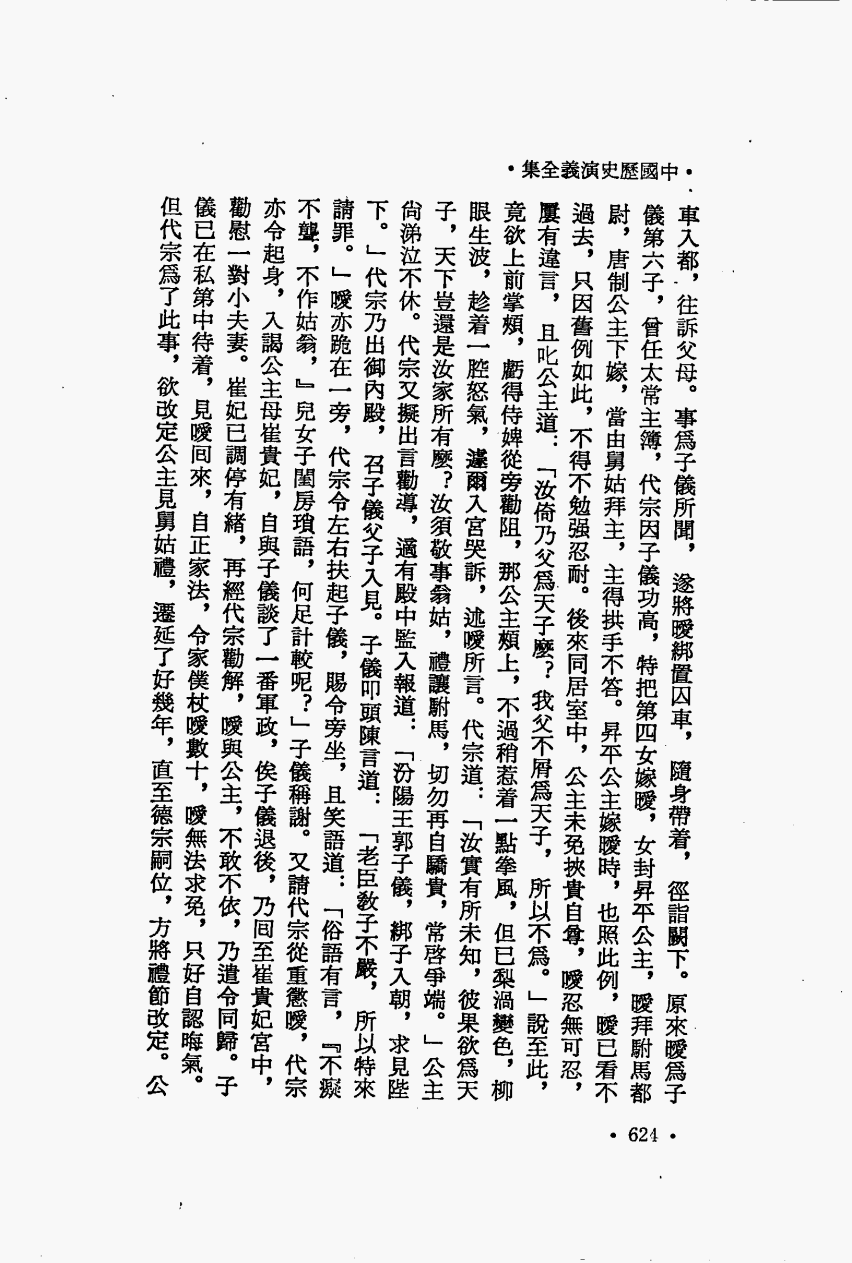 •中國歷史演義全集•
車入都，往訴父母。事爲子儀所聞，遂將曖綁置囚車，隨身帶着，徑詣闕下。原來曖爲子
儀第六子，曾任太常主簿，代宗因子儀功高，特把第四女嫁曖，女封昇平公主，曖拜駙馬都
尉，唐制公主下嫁，當由舅姑拜主，主得拱手不答。昇平公主嫁曖時，也照此例，曖已看不
過去，只因舊例如此，不得不勉强忍耐。後來同居室中，公主未免挾貴自尊，曖忍無可忍，
屢有違言，且叱公主道：「汝倚乃父爲天子麼？我父不屑爲天子，所以不爲。」說至此，
竟欲上前掌頰，虧得侍婢從旁勸阻，那公主頰上，不過稍惹着一點拳風，但已梨渦變色，柳
眼生波，趁着一腔怒氣，遽爾入宮哭訴，述曖所言。代宗道：「汝實有所未知，彼果欲爲天
子，天下豈還是汝家所有麼？汝須敬事翁姑，禮讓駙馬，切勿再自驕貴，常啓爭端。」公主
尙涕泣不休。代宗又擬出言勸導，適有殿中監入報道：「汾陽王郭子儀，綁子入朝，求見陛
下。」代宗乃出御內殿，召子儀父子入見。子儀叩頭陳言道：「老臣敎子不嚴，所以特來
請罪。」曖亦跪在一旁，代宗令左右扶起子儀，賜令旁坐，且笑語道：「俗語有言，『不癡
不聾，不作姑翁，』兒女子閨房瑣語，何足計較呢？」子儀稱謝。又請代宗從重懲曖，代宗
亦令起身，入謁公主母崔貴妃，自與子儀談了一番軍政，俟子儀退後，乃囘至崔貴妃宮中，
勸慰一對小夫妻。崔妃已調停有緒，再經代宗勸解，曖與公主，不敢不依，乃遣令同歸。子
儀已在私第中待着，見曖囘來，自正家法，令家僕杖曖數十，曖無法求免，只好自認晦氣。
但代宗爲了此事，欲改定公主見舅姑禮，遷延了好幾年，直至德宗嗣位，方將禮節改定。公
• 624 •